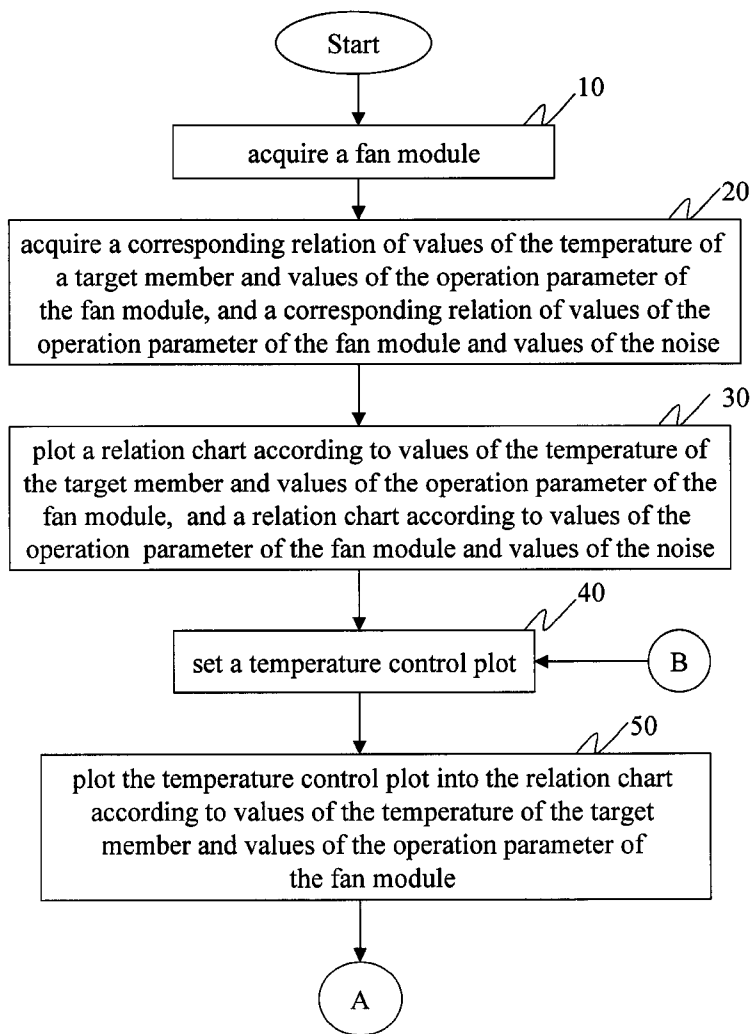 Start
10
acquire a fan module
20
acquire a corresponding relation of values of the temperature of
a target member and values of the operation parameter of
the fan module, and a corresponding relation of values of the
operation parameter of the fan module and values of the noise
30
plot a relation chart according to values of the temperature of
the target member and values of the operation parameter of the
fan module, and a relation chart according to values of the
operation parameter of the fan module and values of the noise
40
set a temperature control plot
B
50
plot the temperature control plot into the relation chart
according to values of the temperature of the target
member and values of the operation parameter of
the fan module
A